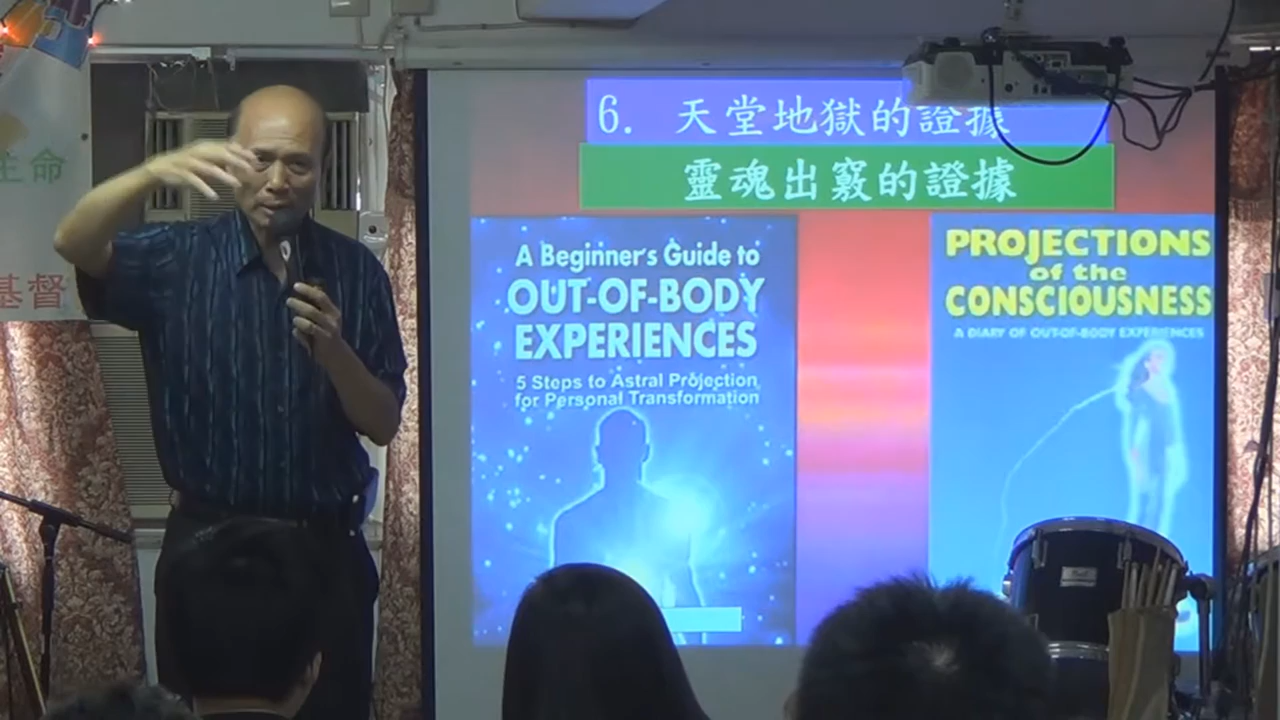 生命
基督
6. 天堂地獄的證據
靈魂出竅的證據
A Beginner's Guide to
OUT-OF-BODY
EXPERIENCES
5 Steps to Astral Projection
for Personal Transformation
PROJECTIONS
of the
CONSCIOUSNESS
A DIARY OF OUT-OF-BODY EXPERIENCES
Pearl